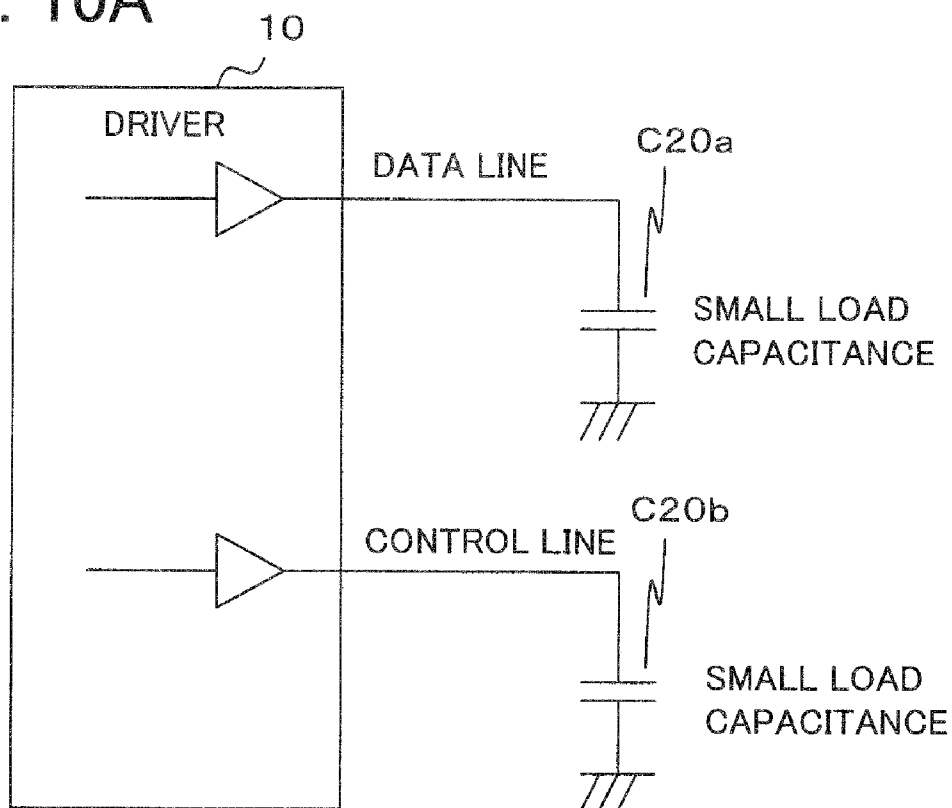 . 10A
10
DRIVER
DATA LINE
C20a
SMALL LOAD
CAPACITANCE
C20b
CONTROL LINE
SMALL LOAD
CAPACITANCE